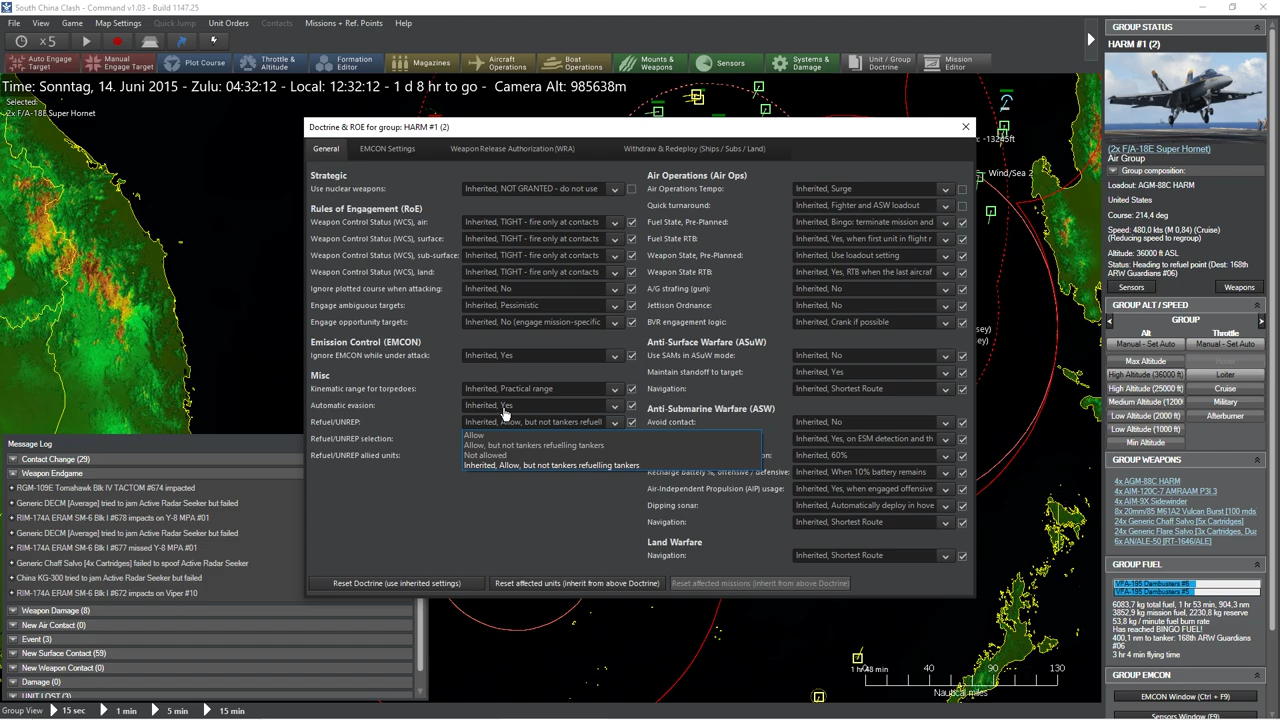 South China Clash - Command v1.03 - Build 1147.25
File View Game Map Settings Quick Jump Unit Orders Contacts Missions + Ref. Points Help
x5
Auto Engage Target
Manual Engage Target
Plot Course
Throttle & Altitude
Formation Editor
Magazines
Aircraft Operations
Boat Operations
Mounts & Weapons
Sensors
Systems & Damage
Unit / Group Doctrine
Mission Editor
Time: Sonntag, 14. Juni 2015 - Zulu: 04:32:12 - Local: 12:32:12 - 1 d 8 hr to go - Camera Alt: 985638m
Selected:
2x F/A-18E Super Hornet
-13245ft
Wind/Sea 2
Doctrine & ROE for group: HARM #1 (2)
General EMCON Settings Weapon Release Authorization (WRA) Withdraw & Redeploy (Ships / Subs / Land)
Strategic
Use nuclear weapons: Inherited, NOT GRANTED - do not use
Rules of Engagement (RoE)
Weapon Control Status (WCS), air: Inherited, TIGHT - fire only at contacts
Weapon Control Status (WCS), surface: Inherited, TIGHT - fire only at contacts
Weapon Control Status (WCS), sub-surface: Inherited, TIGHT - fire only at contacts
Weapon Control Status (WCS), land: Inherited, TIGHT - fire only at contacts
Ignore plotted course when attacking: Inherited, No
Engage ambiguous targets: Inherited, Pessimistic
Engage opportunity targets: Inherited, No (engage mission-specific
Emission Control (EMCON)
Ignore EMCON while under attack: Inherited, Yes
Misc
Kinematic range for torpedoes: Inherited, Practical range
Automatic evasion: Inherited, Yes
Refuel/UNREP: Inherited, Allow, but not tankers refuell
Refuel/UNREP selection:
Refuel/UNREP allied units:
Allow
Allow, but not tankers refuelling tankers
Not allowed
Inherited, Allow, but not tankers refuelling tankers
Air Operations (Air Ops)
Air Operations Tempo: Inherited, Surge
Quick turnaround: Inherited, Fighter and ASW loadout
Fuel State, Pre-Planned: Inherited, Bingo: terminate mission and
Fuel State RTB: Inherited, Yes, when first unit in flight r
Weapon State, Pre-Planned: Inherited, Use loadout setting
Weapon State RTB: Inherited, Yes, RTB when the last aircraf
A/G strafing (gun): Inherited, No
Jettison Ordnance: Inherited, No
BVR engagement logic: Inherited, Crank if possible
Anti-Surface Warfare (ASuW)
Use SAMs in ASuW mode: Inherited, No
Maintain standoff to target: Inherited, Yes
Navigation: Inherited, Shortest Route
Anti-Submarine Warfare (ASW)
Avoid contact: Inherited, No
Inherited, Yes, on ESM detection and th
on: Inherited, 60%
Recharge battery %, offensive / defensive: Inherited, When 10% battery remains
Air-Independent Propulsion (AIP) usage: Inherited, Yes, when engaged offensive
Dipping sonar: Inherited, Automatically deploy in hove
Navigation: Inherited, Shortest Route
Land Warfare
Navigation: Inherited, Shortest Route
Reset Doctrine (use inherited settings) Reset affected units (inherit from above Doctrine) Reset affected missions (inherit from above Doctrine)
sey)
ey)
Message Log
Contact Change (29)
Weapon Endgame
RGM-109E Tomahawk Blk IV TACTOM #674 impacted
Generic DECM [Average] tried to jam Active Radar Seeker but failed
RIM-174A ERAM SM-6 Blk I #678 impacts on Y-8 MPA #01
Generic DECM [Average] tried to jam Active Radar Seeker but failed
RIM-174A ERAM SM-6 Blk I #677 missed Y-8 MPA #01
Generic Chaff Salvo [4x Cartridges] failed to spoof Active Radar Seeker
China KG-300 tried to jam Active Radar Seeker but failed
RIM-174A ERAM SM-6 Blk I #672 impacts on Viper #10
Weapon Damage (8)
New Air Contact (0)
Event (3)
New Surface Contact (59)
New Weapon Contact (0)
Damage (0)
UNIT LOST (3)
Group View 15 sec 1 min 5 min 15 min
1 hr 48 min
0 40 90 130
Nautical miles
GROUP STATUS
HARM #1 (2)
(2x F/A-18E Super Hornet)
Air Group
Group composition:
Loadout: AGM-88C HARM
United States
Course: 214,4 deg
Speed: 480,0 kts (M 0,84) (Cruise)
(Reducing speed to regroup)
Altitude: 36000 ft ASL
Status: Heading to refuel point (Dest: 168th
ARW Guardians #06)
Sensors Weapons
GROUP ALT / SPEED
GROUP
Alt Throttle
Manual - Set Auto Manual - Set Auto
Max Altitude
High Altitude (36000 ft) Loiter
High Altitude (25000 ft) Cruise
Medium Altitude (12000 Military
Low Altitude (2000 ft) Afterburner
Low Altitude (1000 ft)
Min Altitude
GROUP WEAPONS
4x AGM-88C HARM
4x AIM-120C-7 AMRAAM P3I.3
4x AIM-9X Sidewinder
8x 20mm/85 M61A2 Vulcan Burst [100 rnds
24x Generic Chaff Salvo [5x Cartridges]
24x Generic Flare Salvo [3x Cartridges, Dua
6x AN/ALE-50 [RT-1646/ALE]
GROUP FUEL
VFA-195 Dambusters #6
VFA-195 Dambusters #5
6083,7 kg total fuel, 1 hr 53 min, 904,3 nm
3852,9 kg mission fuel, 2230,8 kg reserve
53,8 kg / minute fuel burn rate
Has reached BINGO FUEL!
400,1 nm to tanker: 168th ARW Guardians
#06
3 hr 4 min flying time
GROUP EMCON
EMCON Window (Ctrl + F9)
Sensors Window (F9)